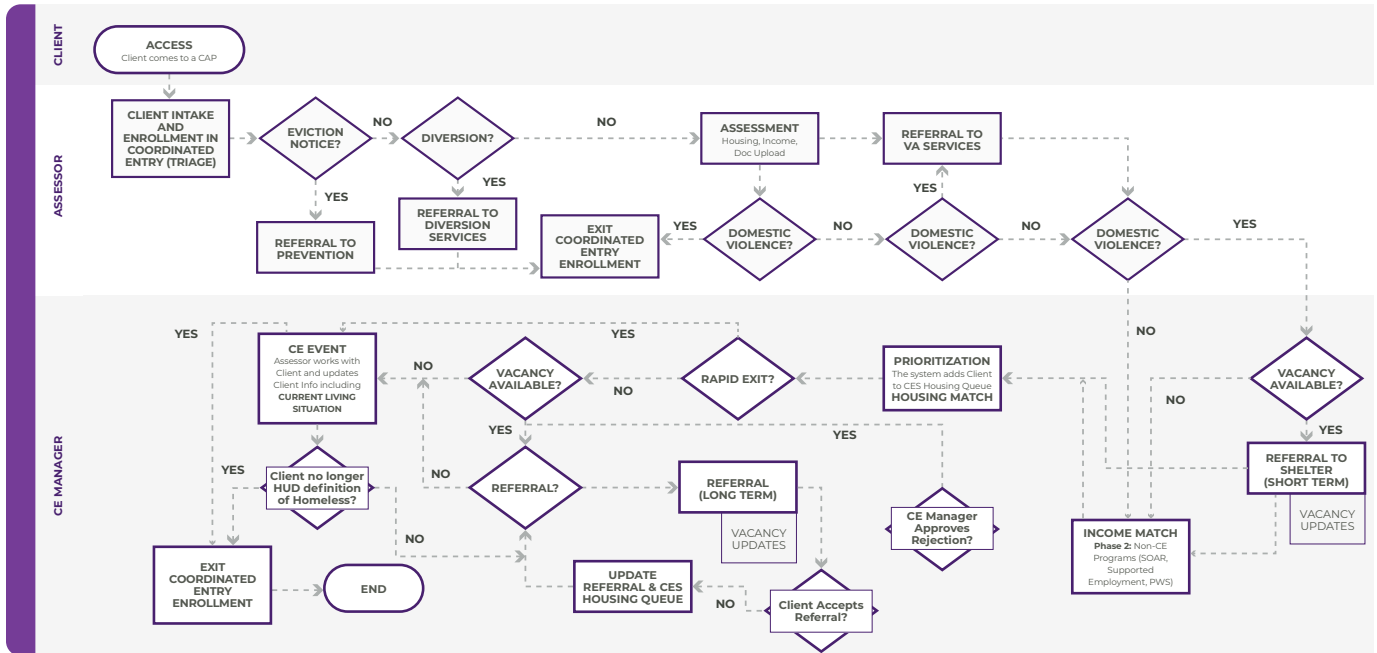 CLIENT
ACCESS
Client comes to a CAP
ASSESSOR
CLIENT INTAKE
AND
ENROLLMENT IN
COORDINATED
ENTRY (TRIAGE)
EVICTION
NOTICE?
NO
DIVERSION?
NO
ASSESSMENT
Housing, Income,
Doc Upload
REFERRAL TO
VA SERVICES
YES
YES
YES
REFERRAL TO
PREVENTION
REFERRAL TO
DIVERSION
SERVICES
EXIT
COORDINATED
ENTRY
ENROLLMENT
YES
DOMESTIC
VIOLENCE?
NO
DOMESTIC
VIOLENCE?
NO
DOMESTIC
VIOLENCE?
YES
CE MANAGER
YES
CE EVENT
Assessor works with
Client and updates
Client Info including
CURRENT LIVING
SITUATION
NO
VACANCY
AVAILABLE?
YES
NO
RAPID EXIT?
PRIORITIZATION
The system adds Client
to CES Housing Queue
HOUSING MATCH
NO
NO
VACANCY
AVAILABLE?
YES
YES
YES
YES
Client no longer
HUD definition
of Homeless?
NO
NO
REFERRAL?
REFERRAL
(LONG TERM)
VACANCY
UPDATES
CE Manager
Approves
Rejection?
REFERRAL TO
SHELTER
(SHORT TERM)
VACANCY
UPDATES
INCOME MATCH
Phase 2: Non-CE
Programs (SOAR,
Supported
Employment, PWS)
EXIT
COORDINATED
ENTRY
ENROLLMENT
END
UPDATE
REFERRAL & CES
HOUSING QUEUE
NO
Client Accepts
Referral?